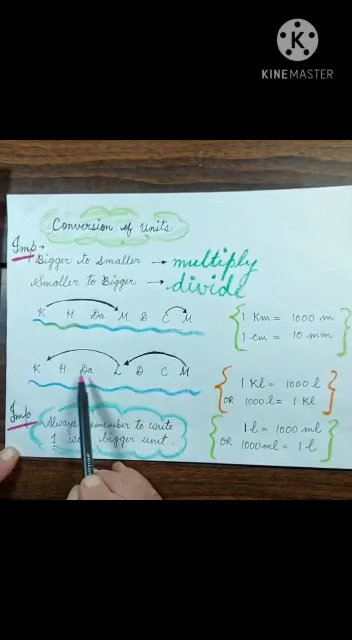 K
KINEMASTER
Conversion of Units
Imp→
Bigger to Smaller → multiply
Smaller to Bigger → divide
K H Da M D C M
1 Km = 1000 m
1 cm = 10 mm
K H Da L D C M
1 Kl = 1000 l
OR 1000 l = 1 Kl
Imp
Always remember to write
1 with bigger unit.
1 l = 1000 ml
OR 1000 ml = 1 l